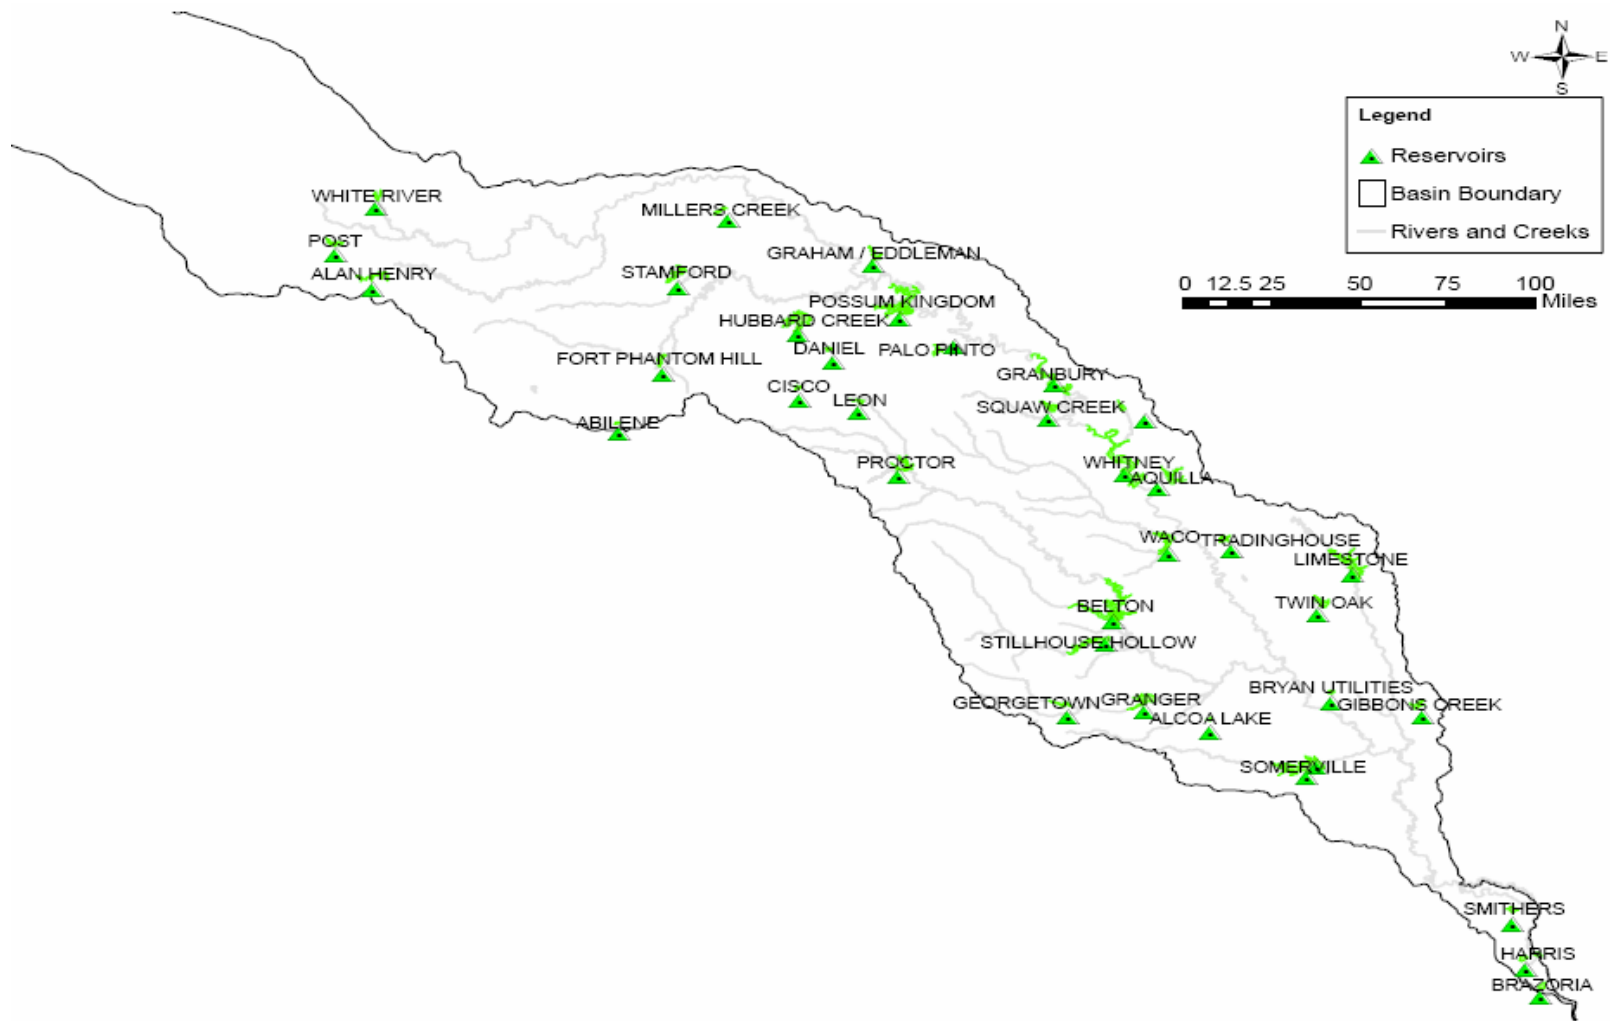 N
W E
S
Legend
Reservoirs
Basin Boundary
Rivers and Creeks
0 12.5 25 50 75 100
Miles
WHITE RIVER
MILLERS CREEK
POST
GRAHAM / EDDLEMAN
ALAN HENRY
STAMFORD
POSSUM KINGDOM
HUBBARD CREEK
DANIEL
PALO PINTO
FORT PHANTOM HILL
GRANBURY
CISCO
LEON
SQUAW CREEK
ABILENE
PROCTOR
WHITNEY
AQUILLA
WACO
TRADINGHOUSE
LIMESTONE
BELTON
TWIN OAK
STILLHOUSE HOLLOW
BRYAN UTILITIES
GEORGETOWN
GRANGER
GIBBONS CREEK
ALCOA LAKE
SOMERVILLE
SMITHERS
HARRIS
BRAZORIA